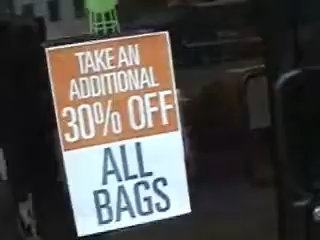 TAKE AN
ADDITIONAL
30% OFF
ALL
BAGS